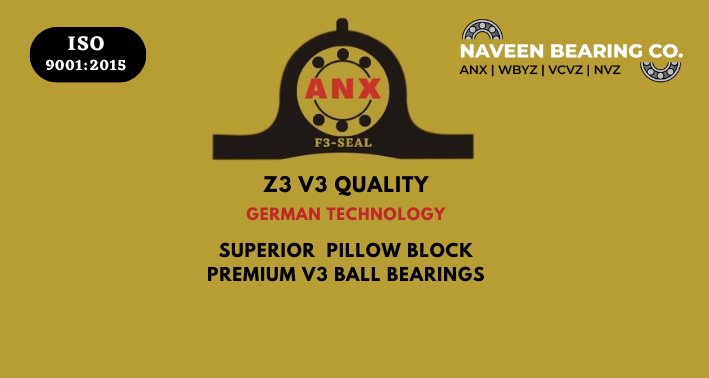 ISO
9001:2015
NAVEEN BEARING CO.
ANX | WBYZ | VCVZ | NVZ
ANX
F3-SEAL
Z3 V3 QUALITY
GERMAN TECHNOLOGY
SUPERIOR PILLOW BLOCK
PREMIUM V3 BALL BEARINGS